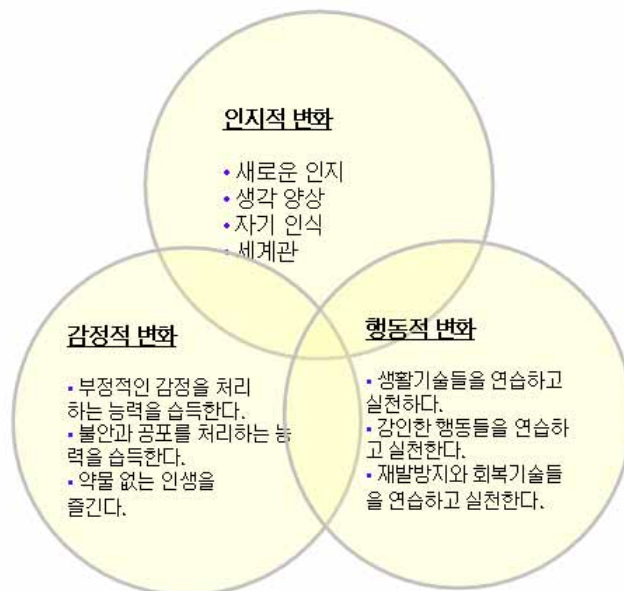 인지적 변화
• 새로운 인지
• 생각 양상
• 자기 인식
• 세계관
감정적 변화
▪ 부정적인 감정을 처리
하는 능력을 습득한다.
▪ 불안과 공포를 처리하는 능
력을 습득한다.
▪ 약물 없는 인생을
즐긴다.
행동적 변화
▪ 생활기술들을 연습하고
실천하다.
▪ 강인한 행동들을 연습하
고 실천한다.
▪ 재발방지와 회복기술들
을 연습하고 실천한다.